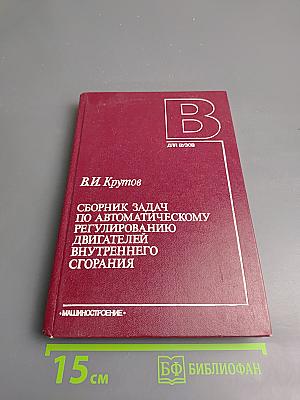 В
ДЛЯ ВУЗОВ
В.И. Крутов
СБОРНИК ЗАДАЧ
ПО АВТОМАТИЧЕСКОМУ
РЕГУЛИРОВАНИЮ
ДВИГАТЕЛЕЙ
ВНУТРЕННЕГО
СГОРАНИЯ
«МАШИНОСТРОЕНИЕ»
15 см
БФ БИБЛИОФАН